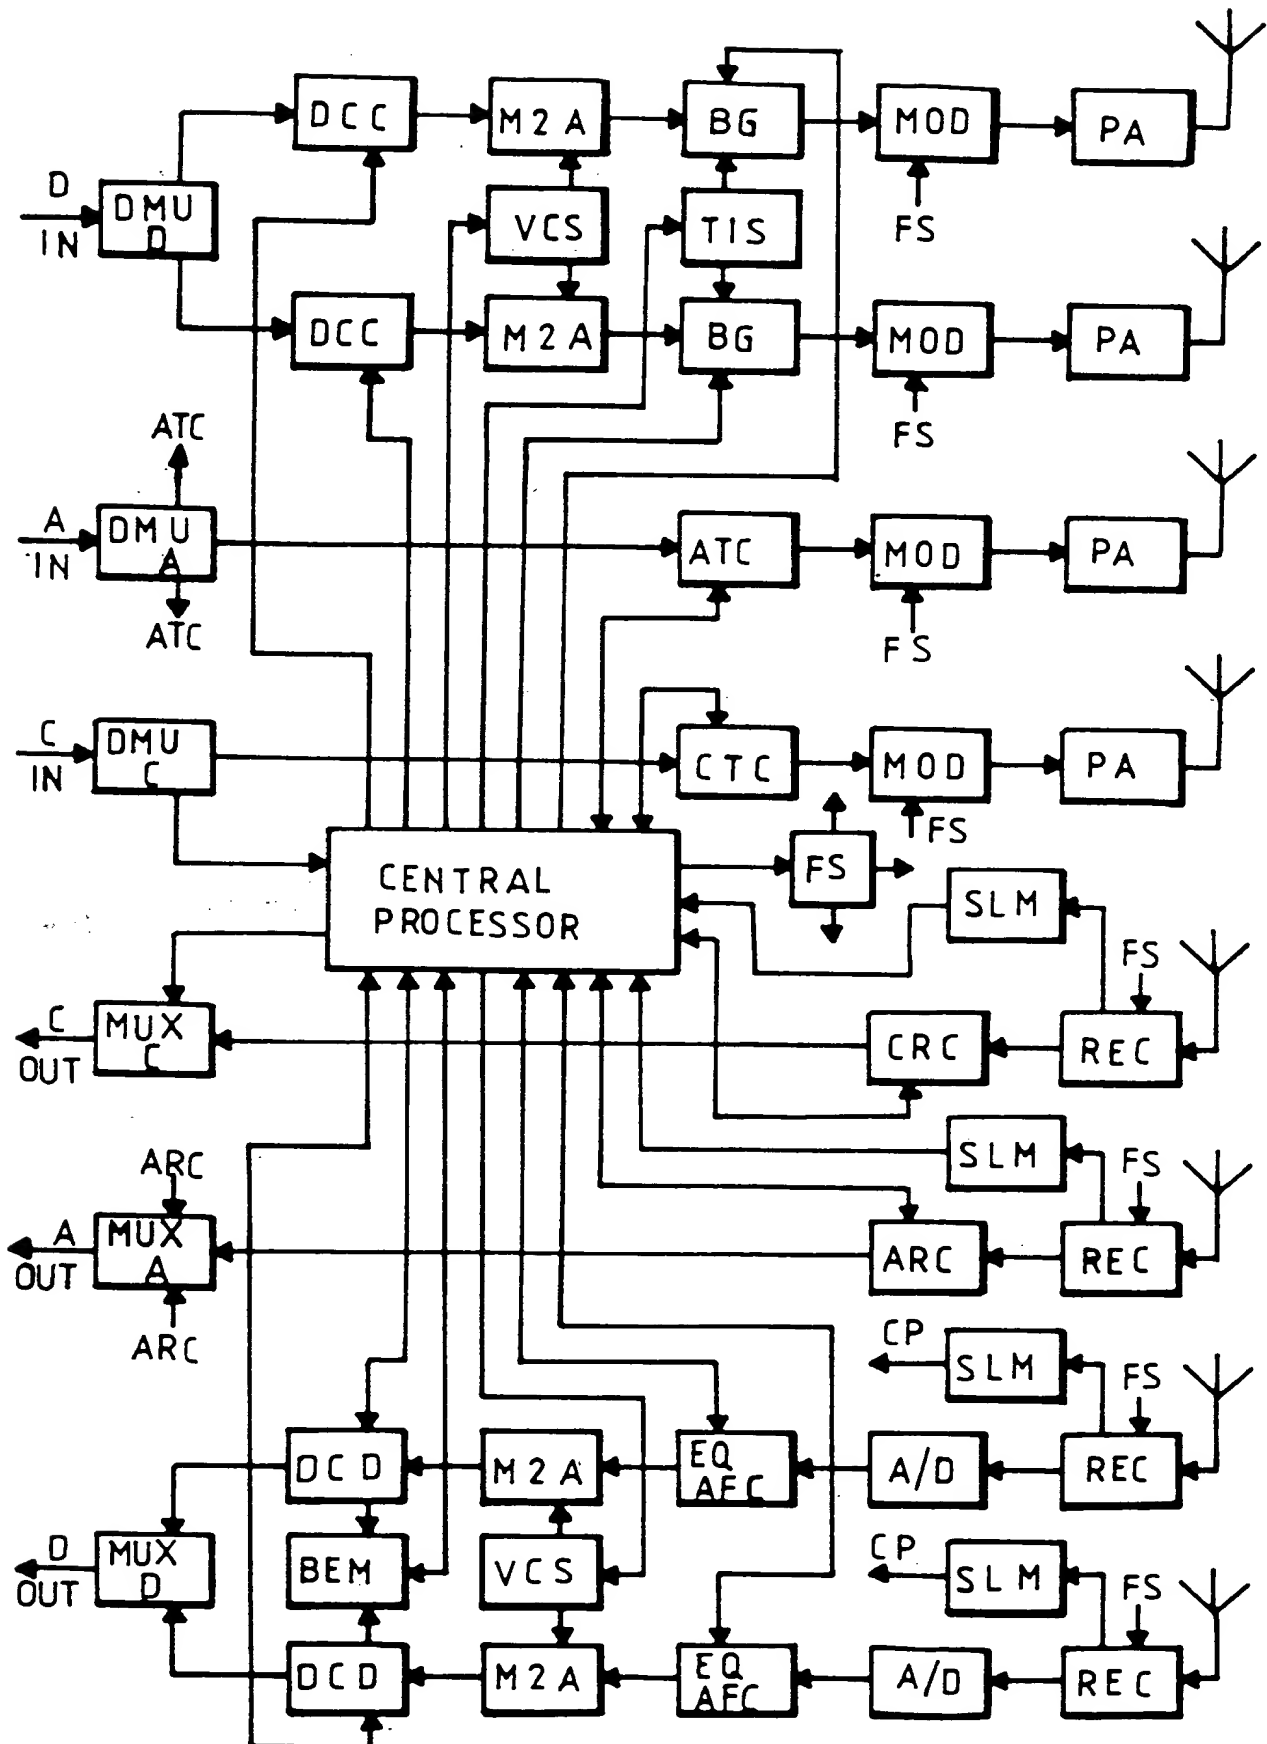 DCC
M2A
BG
MOD
PA
D
IN
DMU
D
VCS
TIS
FS
DCC
M2A
BG
MOD
PA
FS
ATC
A
IN
DMU
A
ATC
ATC
MOD
PA
FS
C
IN
DMU
C
CTC
MOD
PA
FS
CENTRAL
PROCESSOR
FS
SLM
FS
C
OUT
MUX
C
CRC
REC
ARC
SLM
FS
A
OUT
MUX
A
ARC
REC
ARC
CP
SLM
FS
DCD
M2A
EQ
AFC
A/D
REC
D
OUT
MUX
D
BEM
VCS
CP
SLM
FS
DCD
M2A
EQ
AFC
A/D
REC